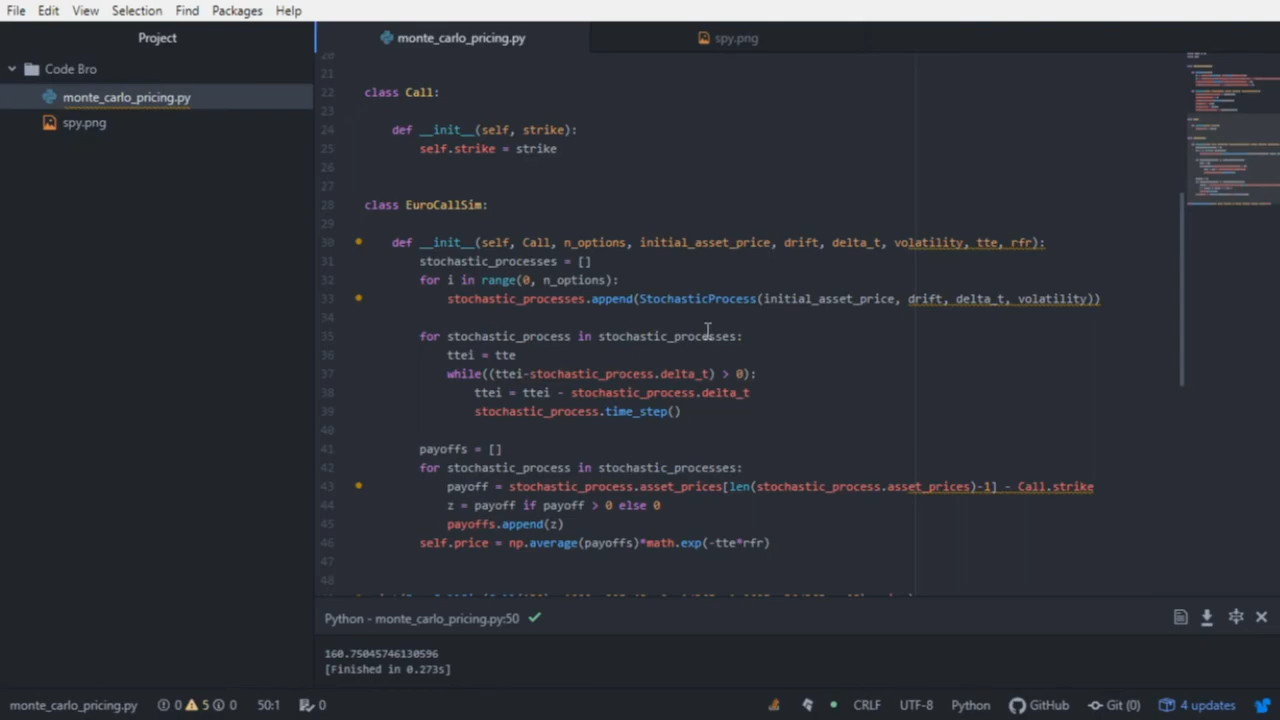 File Edit View Selection Find Packages Help
Project
monte_carlo_pricing.py
spy.png
Code Bro
monte_carlo_pricing.py
spy.png
20
21
22 class Call:
23
24 def __init__(self, strike):
25 self.strike = strike
26
27
28 class EuroCallSim:
29
30 def __init__(self, Call, n_options, initial_asset_price, drift, delta_t, volatility, tte, rfr):
31 stochastic_processes = []
32 for i in range(0, n_options):
33 stochastic_processes.append(StochasticProcess(initial_asset_price, drift, delta_t, volatility))
34
35 for stochastic_process in stochastic_processes:
36 ttei = tte
37 while((ttei-stochastic_process.delta_t) > 0):
38 ttei = ttei - stochastic_process.delta_t
39 stochastic_process.time_step()
40
41 payoffs = []
42 for stochastic_process in stochastic_processes:
43 payoff = stochastic_process.asset_prices[len(stochastic_process.asset_prices)-1] - Call.strike
44 z = payoff if payoff > 0 else 0
45 payoffs.append(z)
46 self.price = np.average(payoffs)*math.exp(-tte*rfr)
47
48
Python - monte_carlo_pricing.py:50
160.75045746130596
[Finished in 0.273s]
monte_carlo_pricing.py 0 5 0 50:1 0 CRLF UTF-8 Python GitHub Git (0) 4 updates